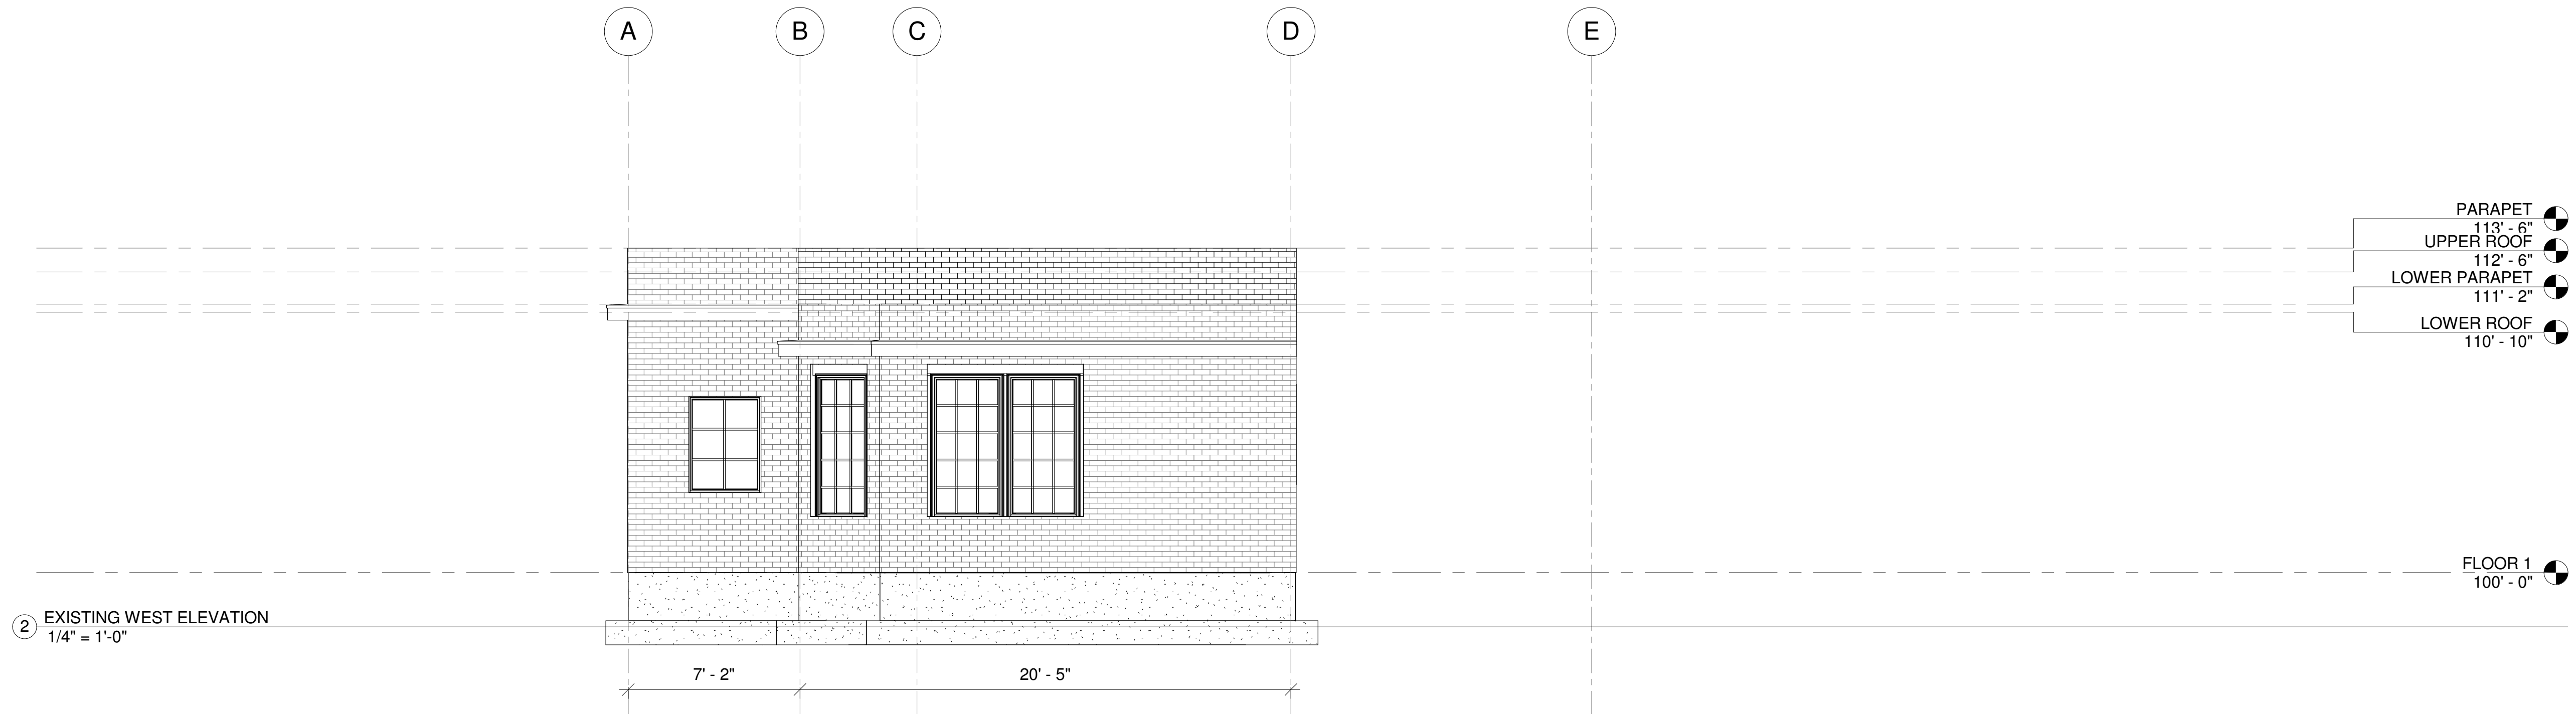 A
B
C
D
E
PARAPET
113' - 6"
UPPER ROOF
112' - 6"
LOWER PARAPET
111' - 2"
LOWER ROOF
110' - 10"
FLOOR 1
100' - 0"
2 EXISTING WEST ELEVATION
1/4" = 1'-0"
7' - 2"
20' - 5"